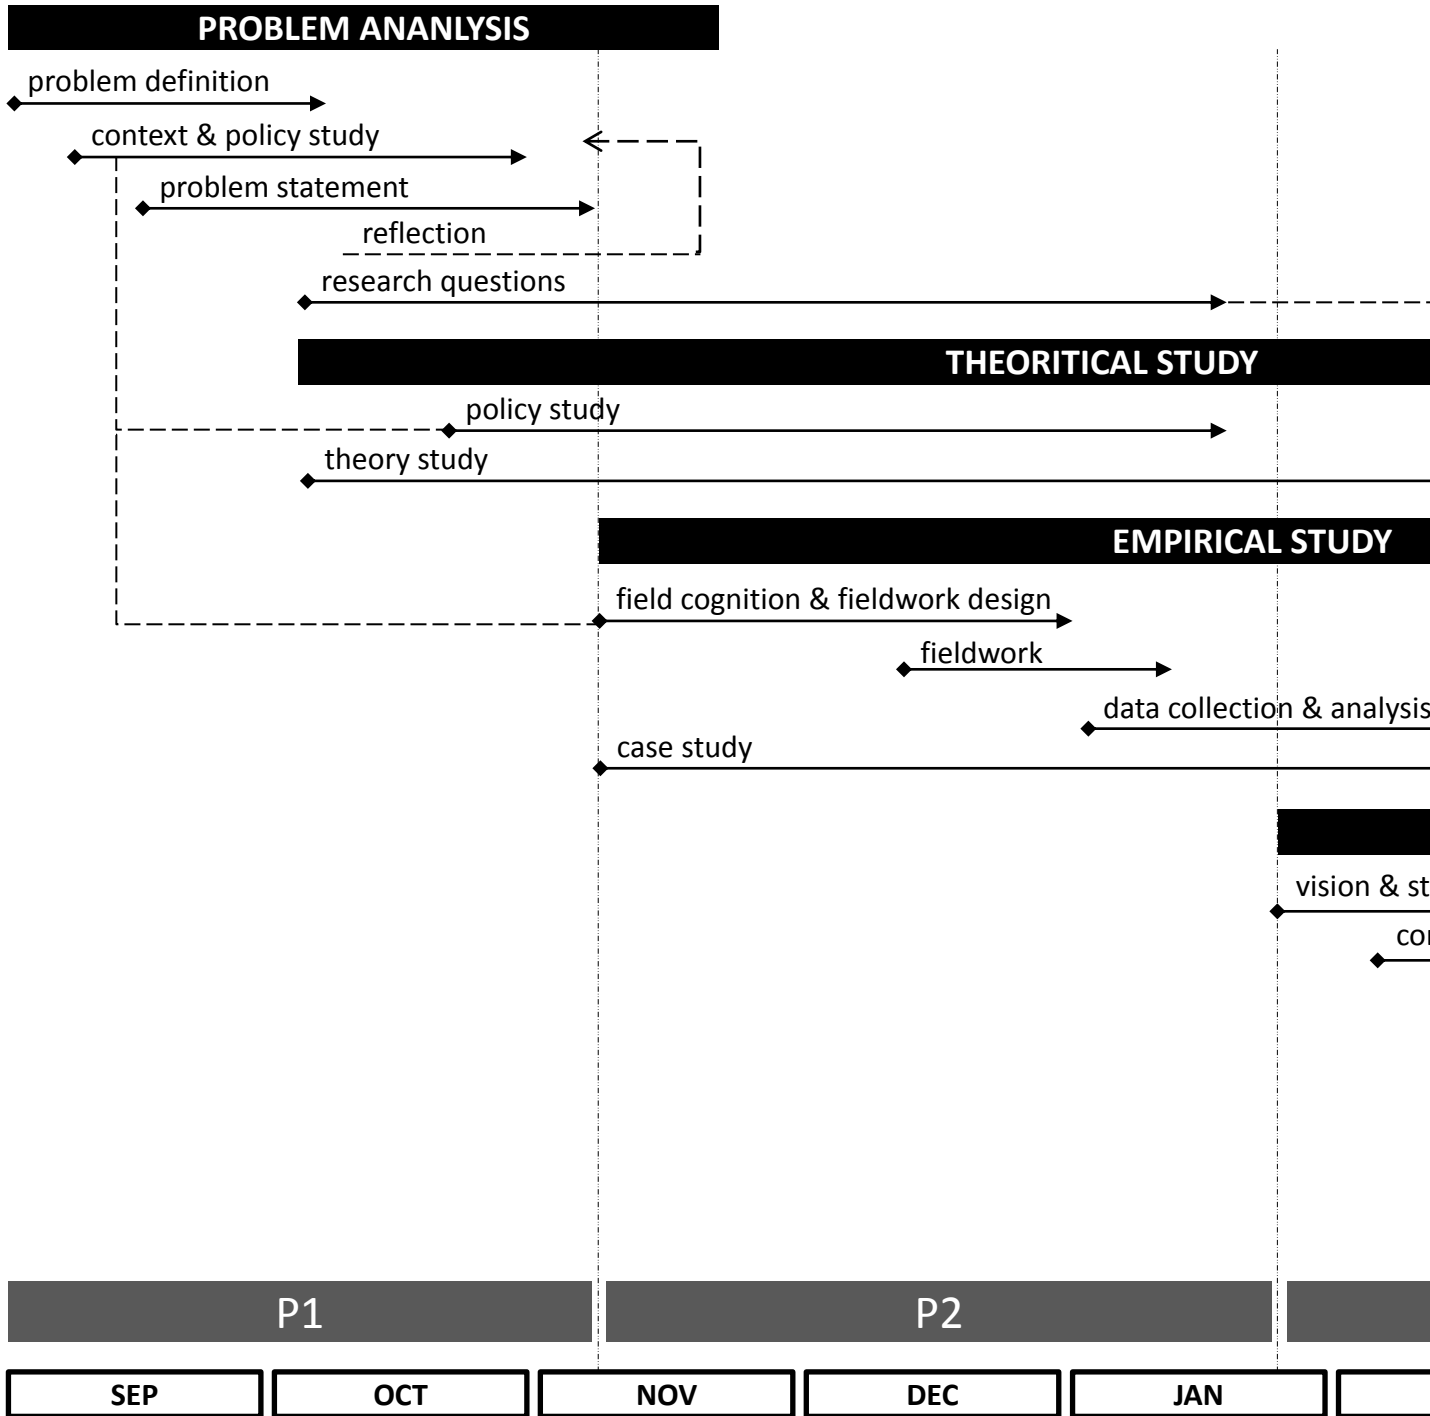 PROBLEM ANANLYSIS
problem definition
context & policy study
problem statement
reflection
research questions
THEORITICAL STUDY
policy study
theory study
EMPIRICAL STUDY
field cognition & fieldwork design
fieldwork
data collection & analysis
case study
vision &
P1 P2
SEP OCT NOV DEC JAN